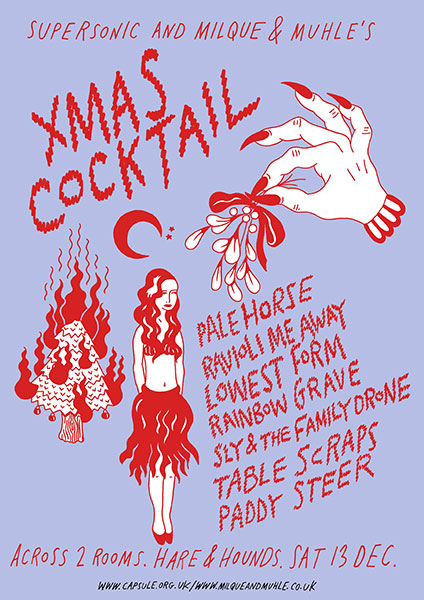 SUPERSONIC AND MILQUE & MUHLE'S
XMAS
COCKTAIL
PALE HORSE
RAVIOLI ME AWAY
LOWEST FORM
RAINBOW GRAVE
SLY & THE FAMILY DRONE
TABLE SCRAPS
PADDY STEER
ACROSS 2 ROOMS. HARE & HOUNDS. SAT 13 DEC.
WWW.CAPSULE.ORG.UK/WWW.MILQUEANDMUHLE.CO.UK